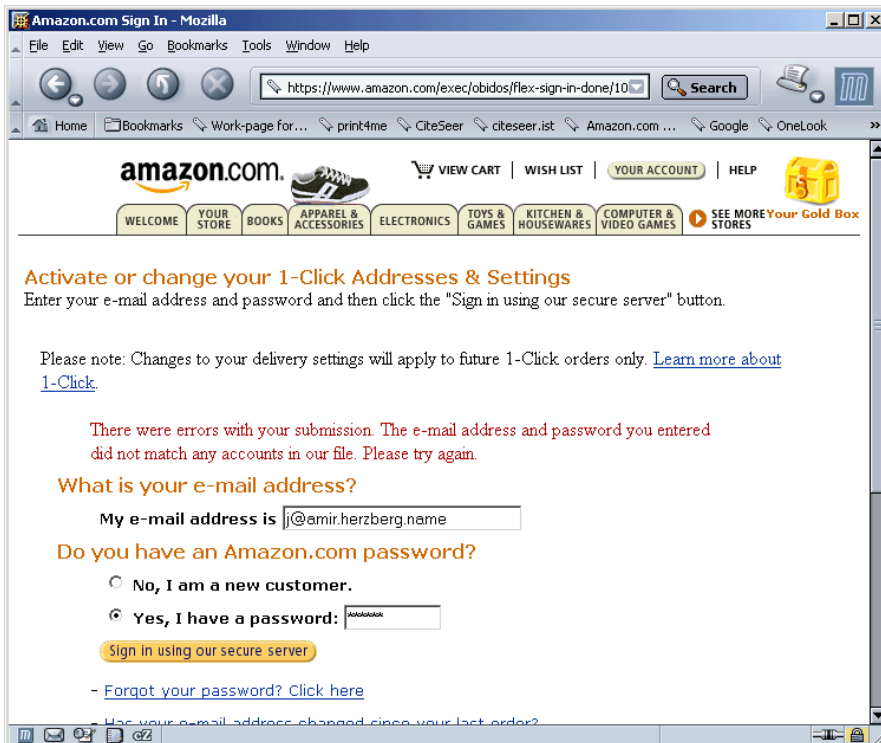 Amazon.com Sign In - Mozilla
File Edit View Go Bookmarks Tools Window Help
https://www.amazon.com/exec/obidos/flex-sign-in-done/10 Search
Home Bookmarks Work-page for... print4me CiteSeer citeseer.ist Amazon.com ... Google OneLook »
amazon.com. VIEW CART | WISH LIST | YOUR ACCOUNT | HELP
WELCOME YOUR STORE BOOKS APPAREL & ACCESSORIES ELECTRONICS TOYS & GAMES KITCHEN & HOUSEWARES COMPUTER & VIDEO GAMES SEE MORE STORES Your Gold Box
Activate or change your 1-Click Addresses & Settings
Enter your e-mail address and password and then click the "Sign in using our secure server" button.
Please note: Changes to your delivery settings will apply to future 1-Click orders only. Learn more about
1-Click.
There were errors with your submission. The e-mail address and password you entered
did not match any accounts in our file. Please try again.
What is your e-mail address?
My e-mail address is j@amir.herzberg.name
Do you have an Amazon.com password?
No, I am a new customer.
Yes, I have a password: ******
Sign in using our secure server
- Forgot your password? Click here
- Has your e-mail address changed since your last order?